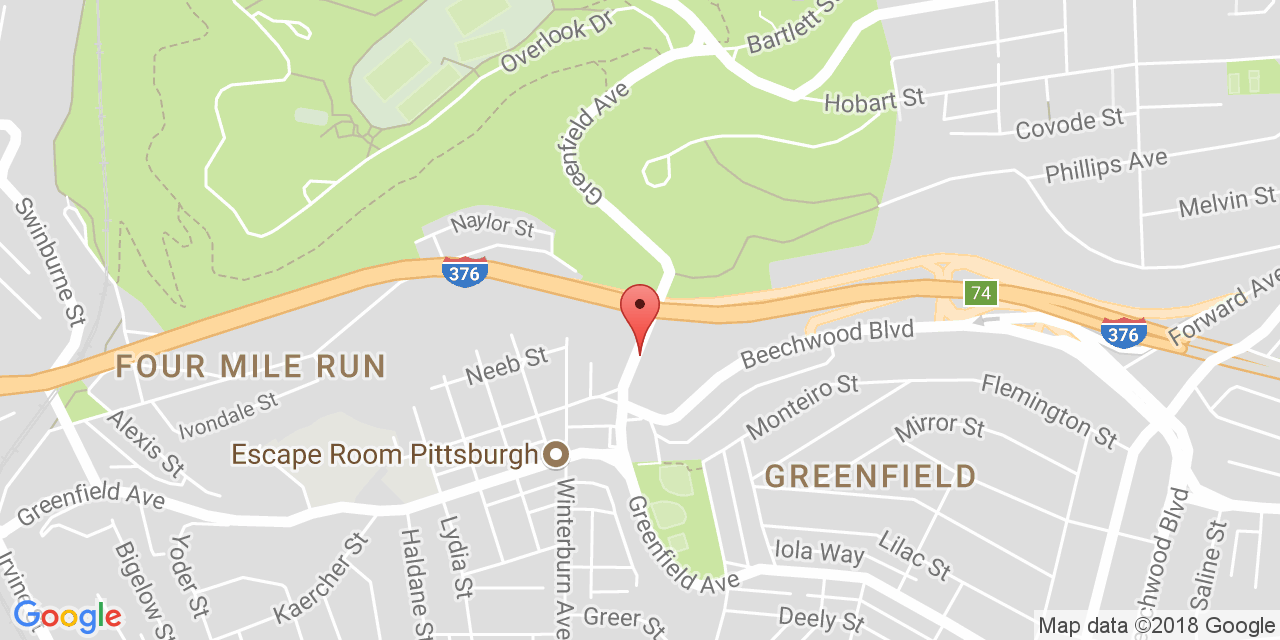 Overlook Dr
Bartlett St
Greenfield Ave
Hobart St
Covode St
Phillips Ave
Melvin St
Swinburne St
Naylor St
376
74
376
Forward Ave
Beechwood Blvd
FOUR MILE RUN
Neeb St
Monteiro St
Flemington St
Ivondale St
Alexis St
Mirror St
Escape Room Pittsburgh
GREENFIELD
Greenfield Ave
Winterburn Ave
Greenfield Ave
Lydia St
Haldane St
Kaercher St
Yoder St
Bigelow St
Iola Way
Lilac St
echwood Blvd
Saline St
Irvin
Greer St
Deely St
Google
Map data ©2018 Google